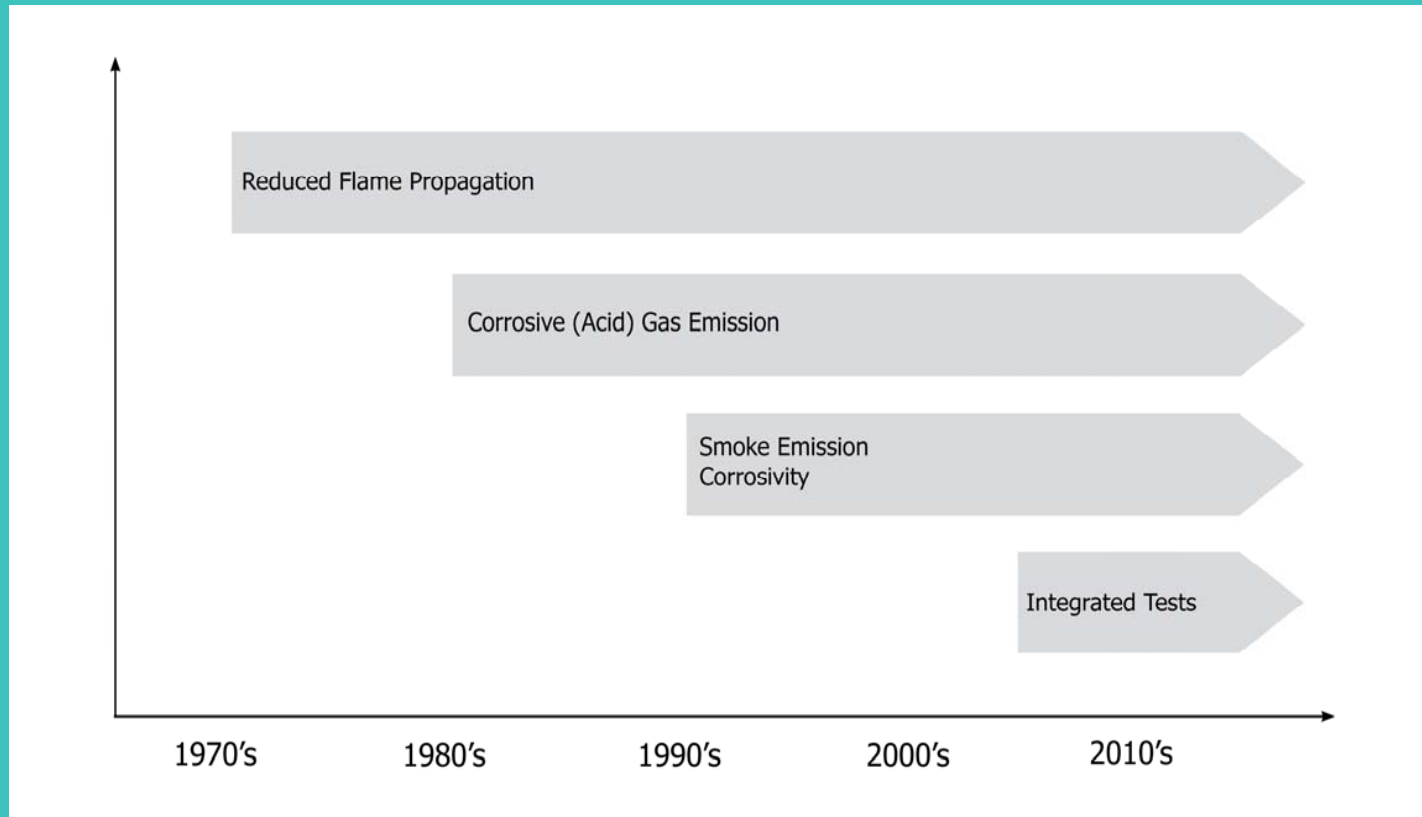 Reduced Flame Propagation
Corrosive (Acid) Gas Emission
Smoke Emission
Corrosivity
Integrated Tests
1970’s
1980’s
1990’s
2000’s
2010’s